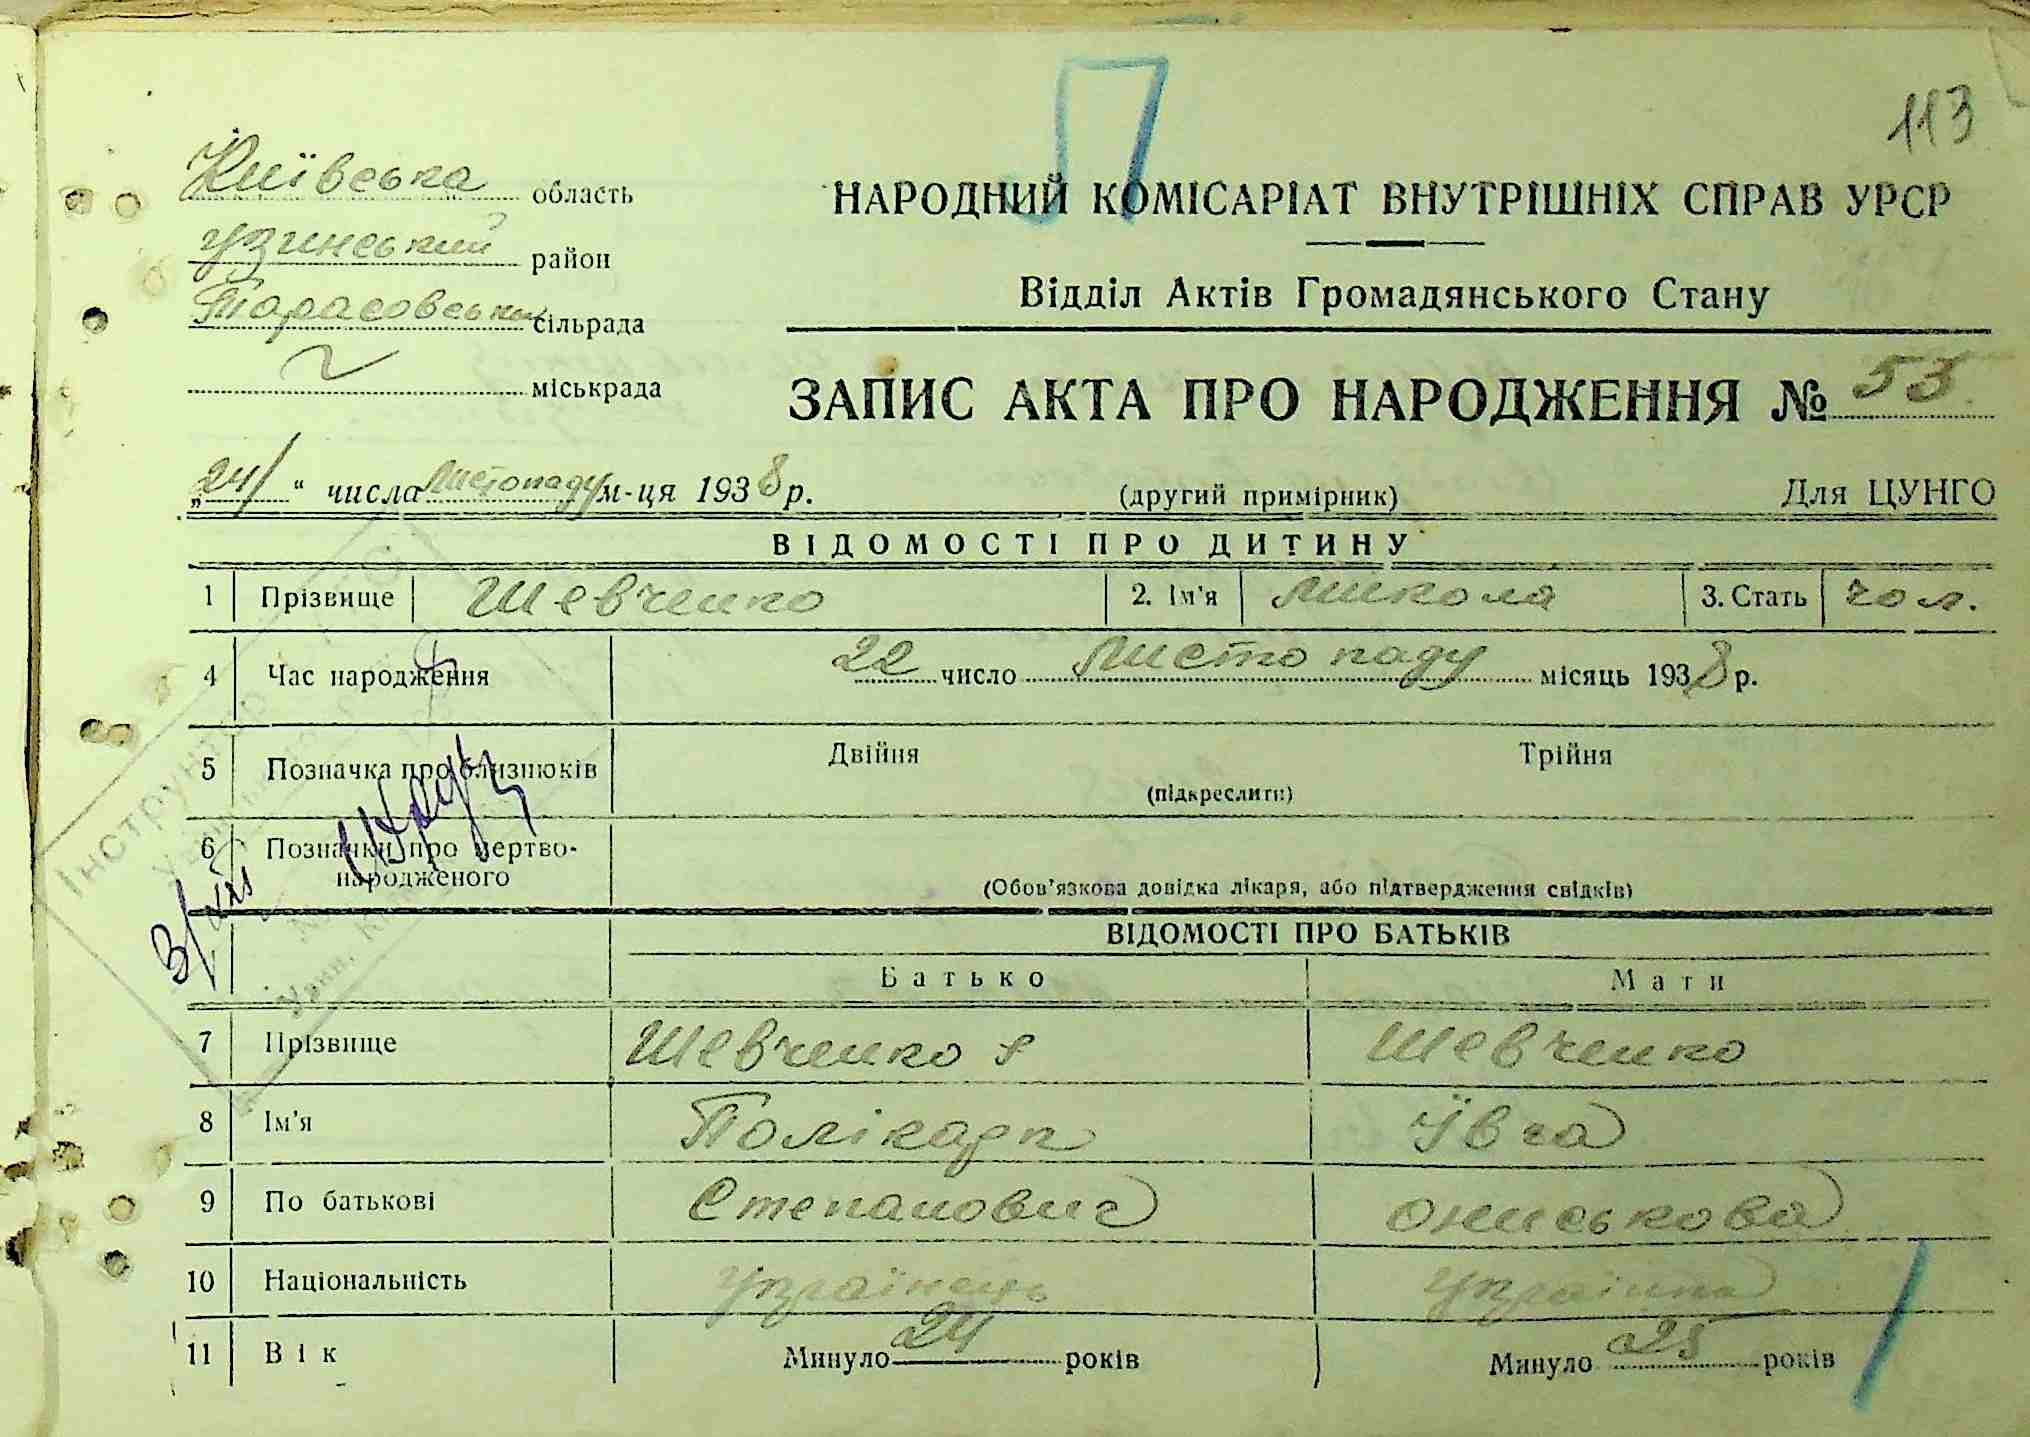 113
Київська область
Узинський район
Тарасовська сільрада
міськрада
НАРОДНИЙ КОМІСАРІАТ ВНУТРІШНІХ СПРАВ УРСР
Відділ Актів Громадянського Стану
ЗАПИС АКТА ПРО НАРОДЖЕННЯ № 53
„24“ числа листопаду м-ця 1938 р. (другий примірник) Для ЦУНГО
ВІДОМОСТІ ПРО ДИТИНУ
1 Прізвище Шевченко 2. Ім'я Микола 3. Стать чол.
4 Час народження 22 число листопаду місяць 1938 р.
5 Позначка про близнюків Двійня Трійня
(підкреслити)
6 Позначки про мертво-
народженого
(Обов'язкова довідка лікаря, або підтвердження свідків)
ВІДОМОСТІ ПРО БАТЬКІВ
Батько Мати
7 Прізвище Шевченко Шевченко
8 Ім'я Полікарп Ївга
9 По батькові Степанович Ониськова
10 Національність Українець Українка
11 Вік Минуло 24 років Минуло 25 років